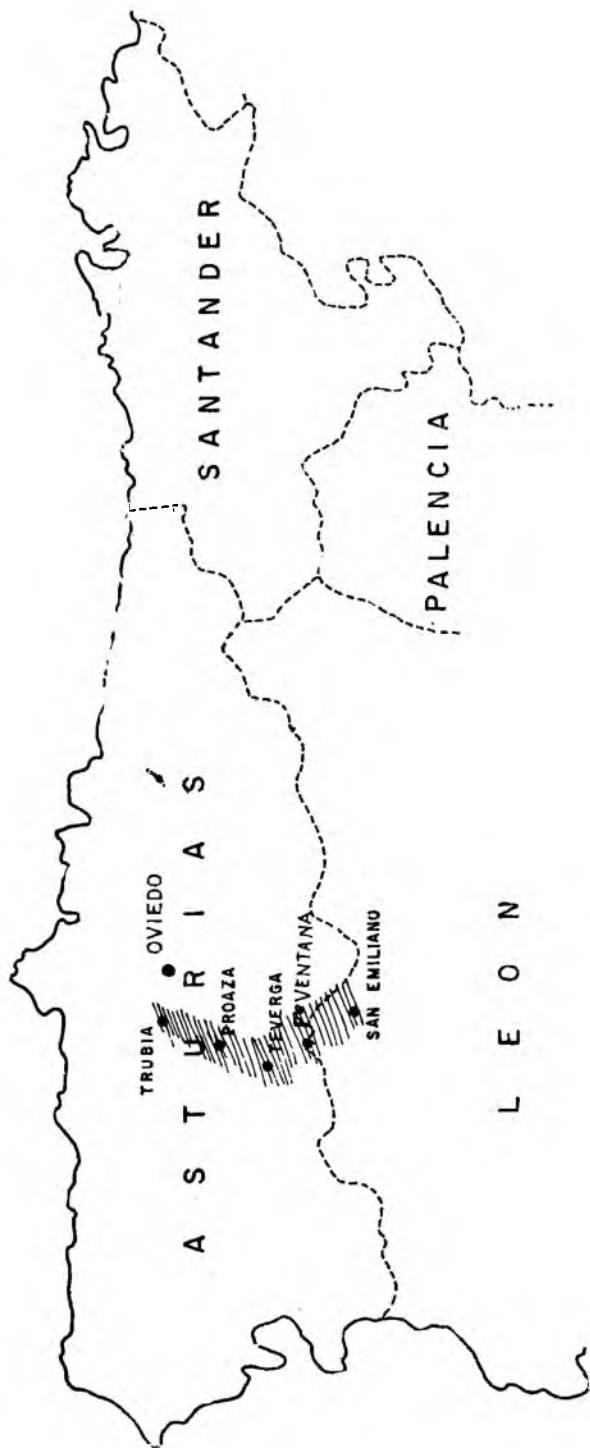 OVIEDO
TRUBIA
ASTURIAS
SANTANDER
PROAZA
TEVERGA
P. VENTANA
SAN EMILIANO
PALENCIA
LEON